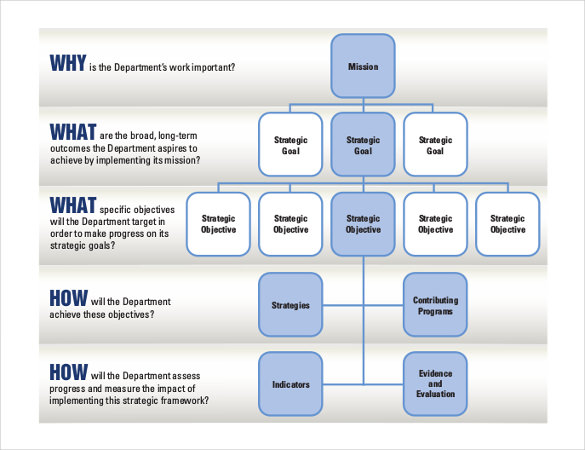 WHY is the Department's work important?
Mission
WHAT are the broad, long-term
outcomes the Department aspires to
achieve by implementing its mission?
Strategic
Goal
Strategic
Goal
Strategic
Goal
WHAT specific objectives
will the Department target in
order to make progress on its
strategic goals?
Strategic
Objective
Strategic
Objective
Strategic
Objective
Strategic
Objective
Strategic
Objective
HOW will the Department
achieve these objectives?
Strategies
Contributing
Programs
HOW will the Department assess
progress and measure the impact of
implementing this strategic framework?
Indicators
Evidence
and
Evaluation